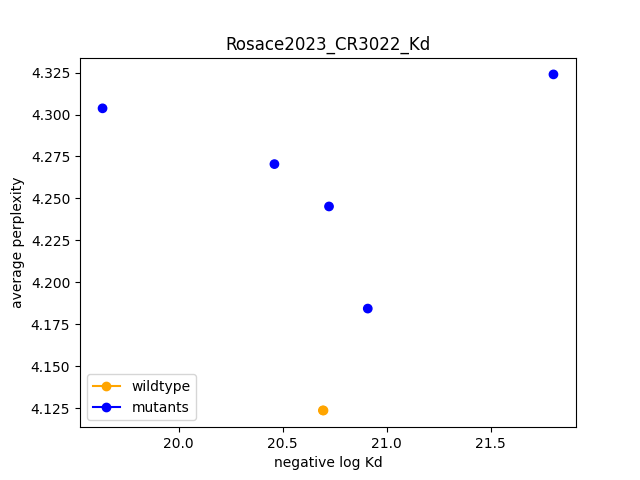 Rosace2023_CR3022_Kd
average perplexity
4.325
4.300
4.275
4.250
4.225
4.200
4.175
4.150
4.125
wildtype
mutants
20.0 20.5 21.0 21.5
negative log Kd